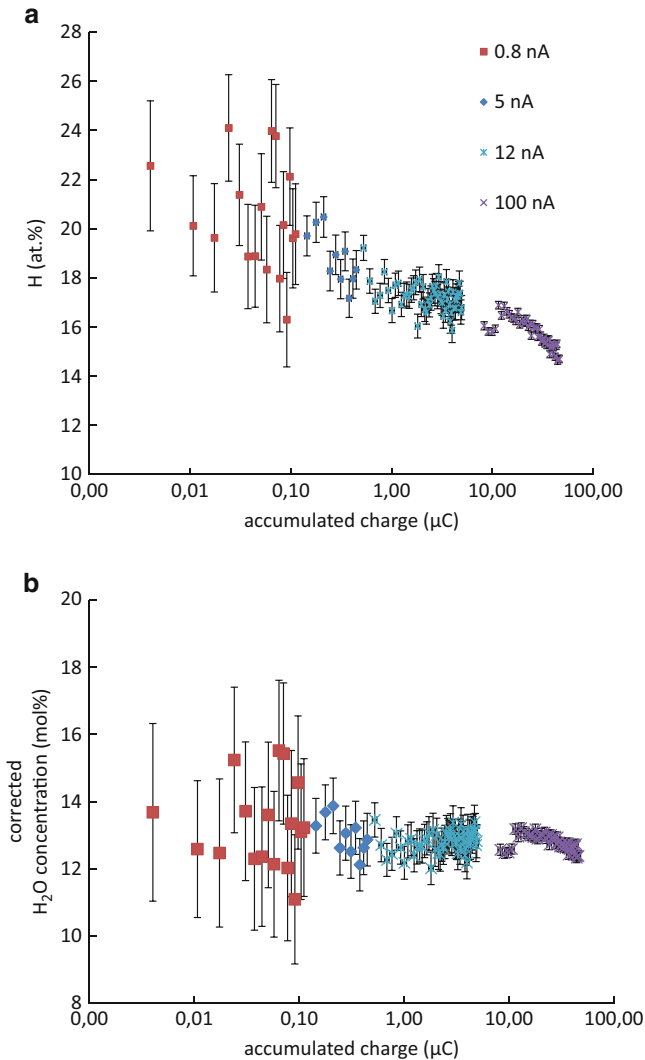 a
28
26
24
22
20
18
16
14
12
10
H (at.%)
0.8 nA
5 nA
12 nA
100 nA
0,00 0,01 0,10 1,00 10,00 100,00
accumulated charge (µC)
b
20
18
16
14
12
10
8
corrected
H₂O concentration (mol%)
0,00 0,01 0,10 1,00 10,00 100,00
accumulated charge (µC)